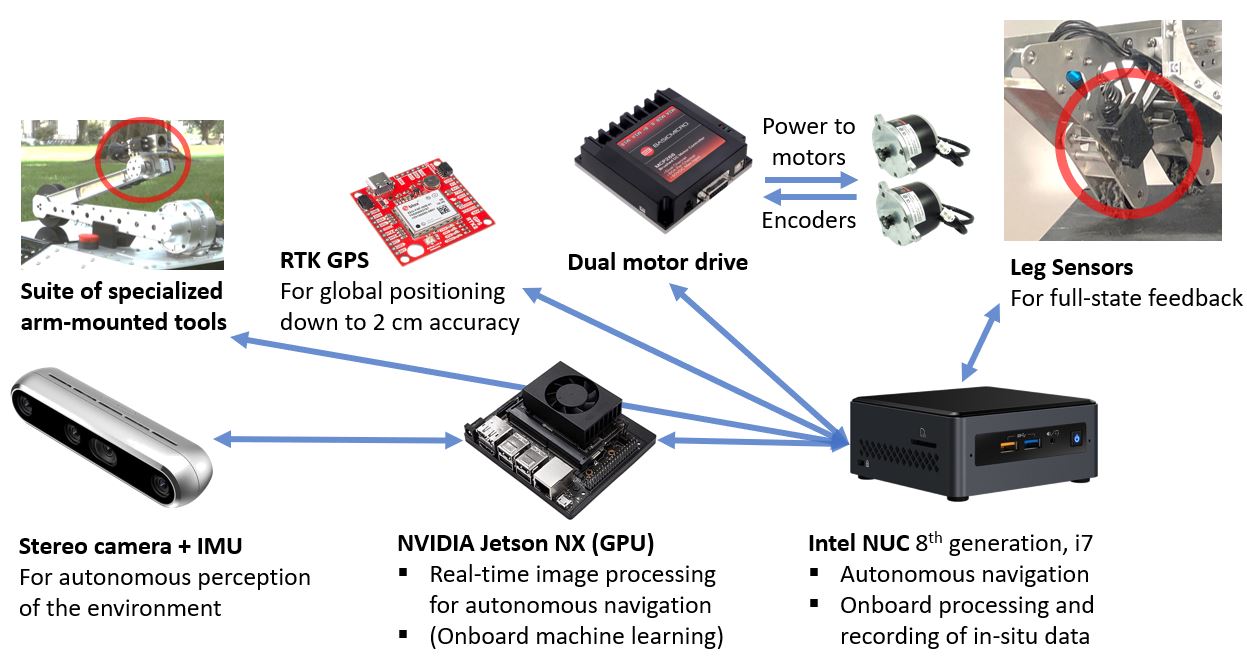 Power to
motors
Encoders
BASICMICRO
RTK GPS
For global positioning
down to 2 cm accuracy
Dual motor drive
Leg Sensors
For full-state feedback
Suite of specialized
arm-mounted tools
Stereo camera + IMU
For autonomous perception
of the environment
NVIDIA Jetson NX (GPU)
▪ Real-time image processing
for autonomous navigation
▪ (Onboard machine learning)
Intel NUC 8th generation, i7
▪ Autonomous navigation
▪ Onboard processing and
recording of in-situ data